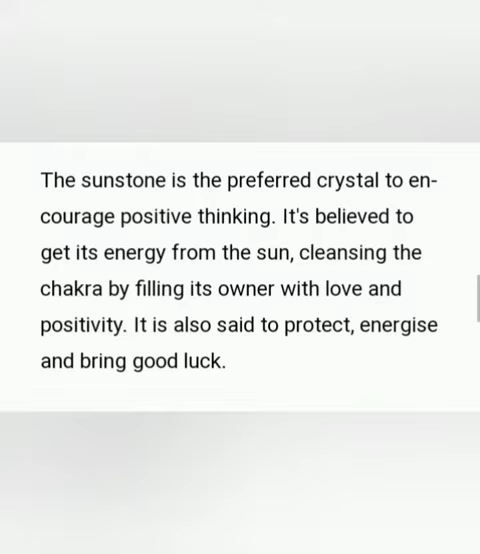 The sunstone is the preferred crystal to en-
courage positive thinking. It's believed to
get its energy from the sun, cleansing the
chakra by filling its owner with love and
positivity. It is also said to protect, energise
and bring good luck.